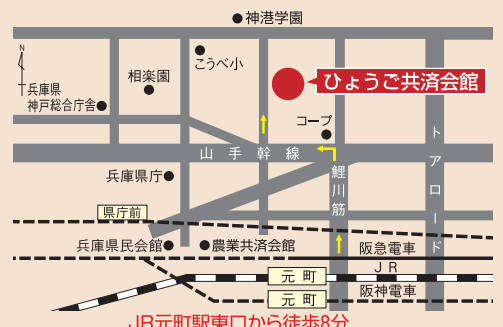 神港学園
N
こうべ小
相楽園
兵庫県
神戸総合庁舎
ひょうご共済会館
コープ
山手幹線
トアロード
兵庫県庁
鯉川筋
県庁前
兵庫県民会館
農業共済会館
阪急電車
JR
元町
阪神電車
元町
JR元町駅東口から徒歩8分